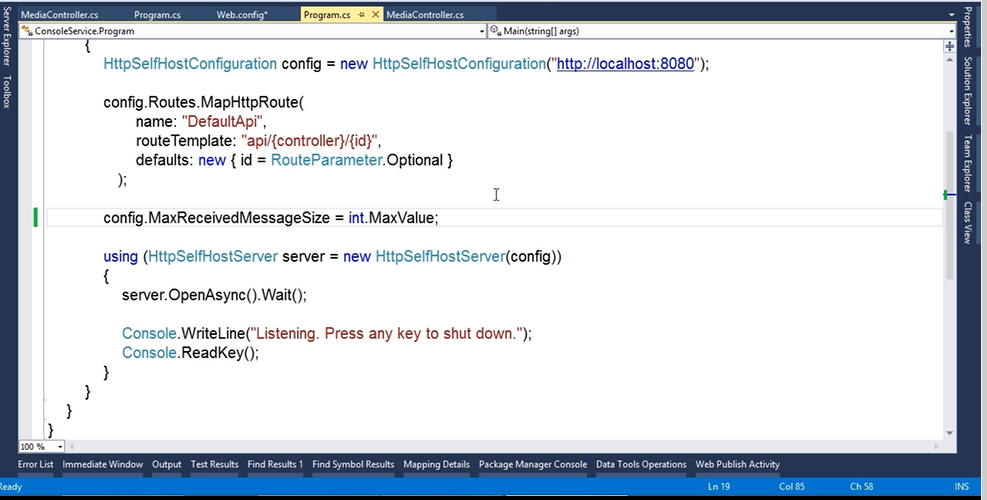 MediaController.cs Program.cs Web.config* Program.cs MediaController.cs
Server Explorer
Toolbox
ConsoleService.Program Main(string[] args)
{
HttpSelfHostConfiguration config = new HttpSelfHostConfiguration("http://localhost:8080");
config.Routes.MapHttpRoute(
name: "DefaultApi",
routeTemplate: "api/{controller}/{id}",
defaults: new { id = RouteParameter.Optional }
);
config.MaxReceivedMessageSize = int.MaxValue;
using (HttpSelfHostServer server = new HttpSelfHostServer(config))
{
server.OpenAsync().Wait();
Console.WriteLine("Listening. Press any key to shut down.");
Console.ReadKey();
}
}
}
}
Properties
Solution Explorer
Team Explorer
Class View
100 %
Error List Immediate Window Output Test Results Find Results 1 Find Symbol Results Mapping Details Package Manager Console Data Tools Operations Web Publish Activity
Ready Ln 19 Col 85 Ch 58 INS